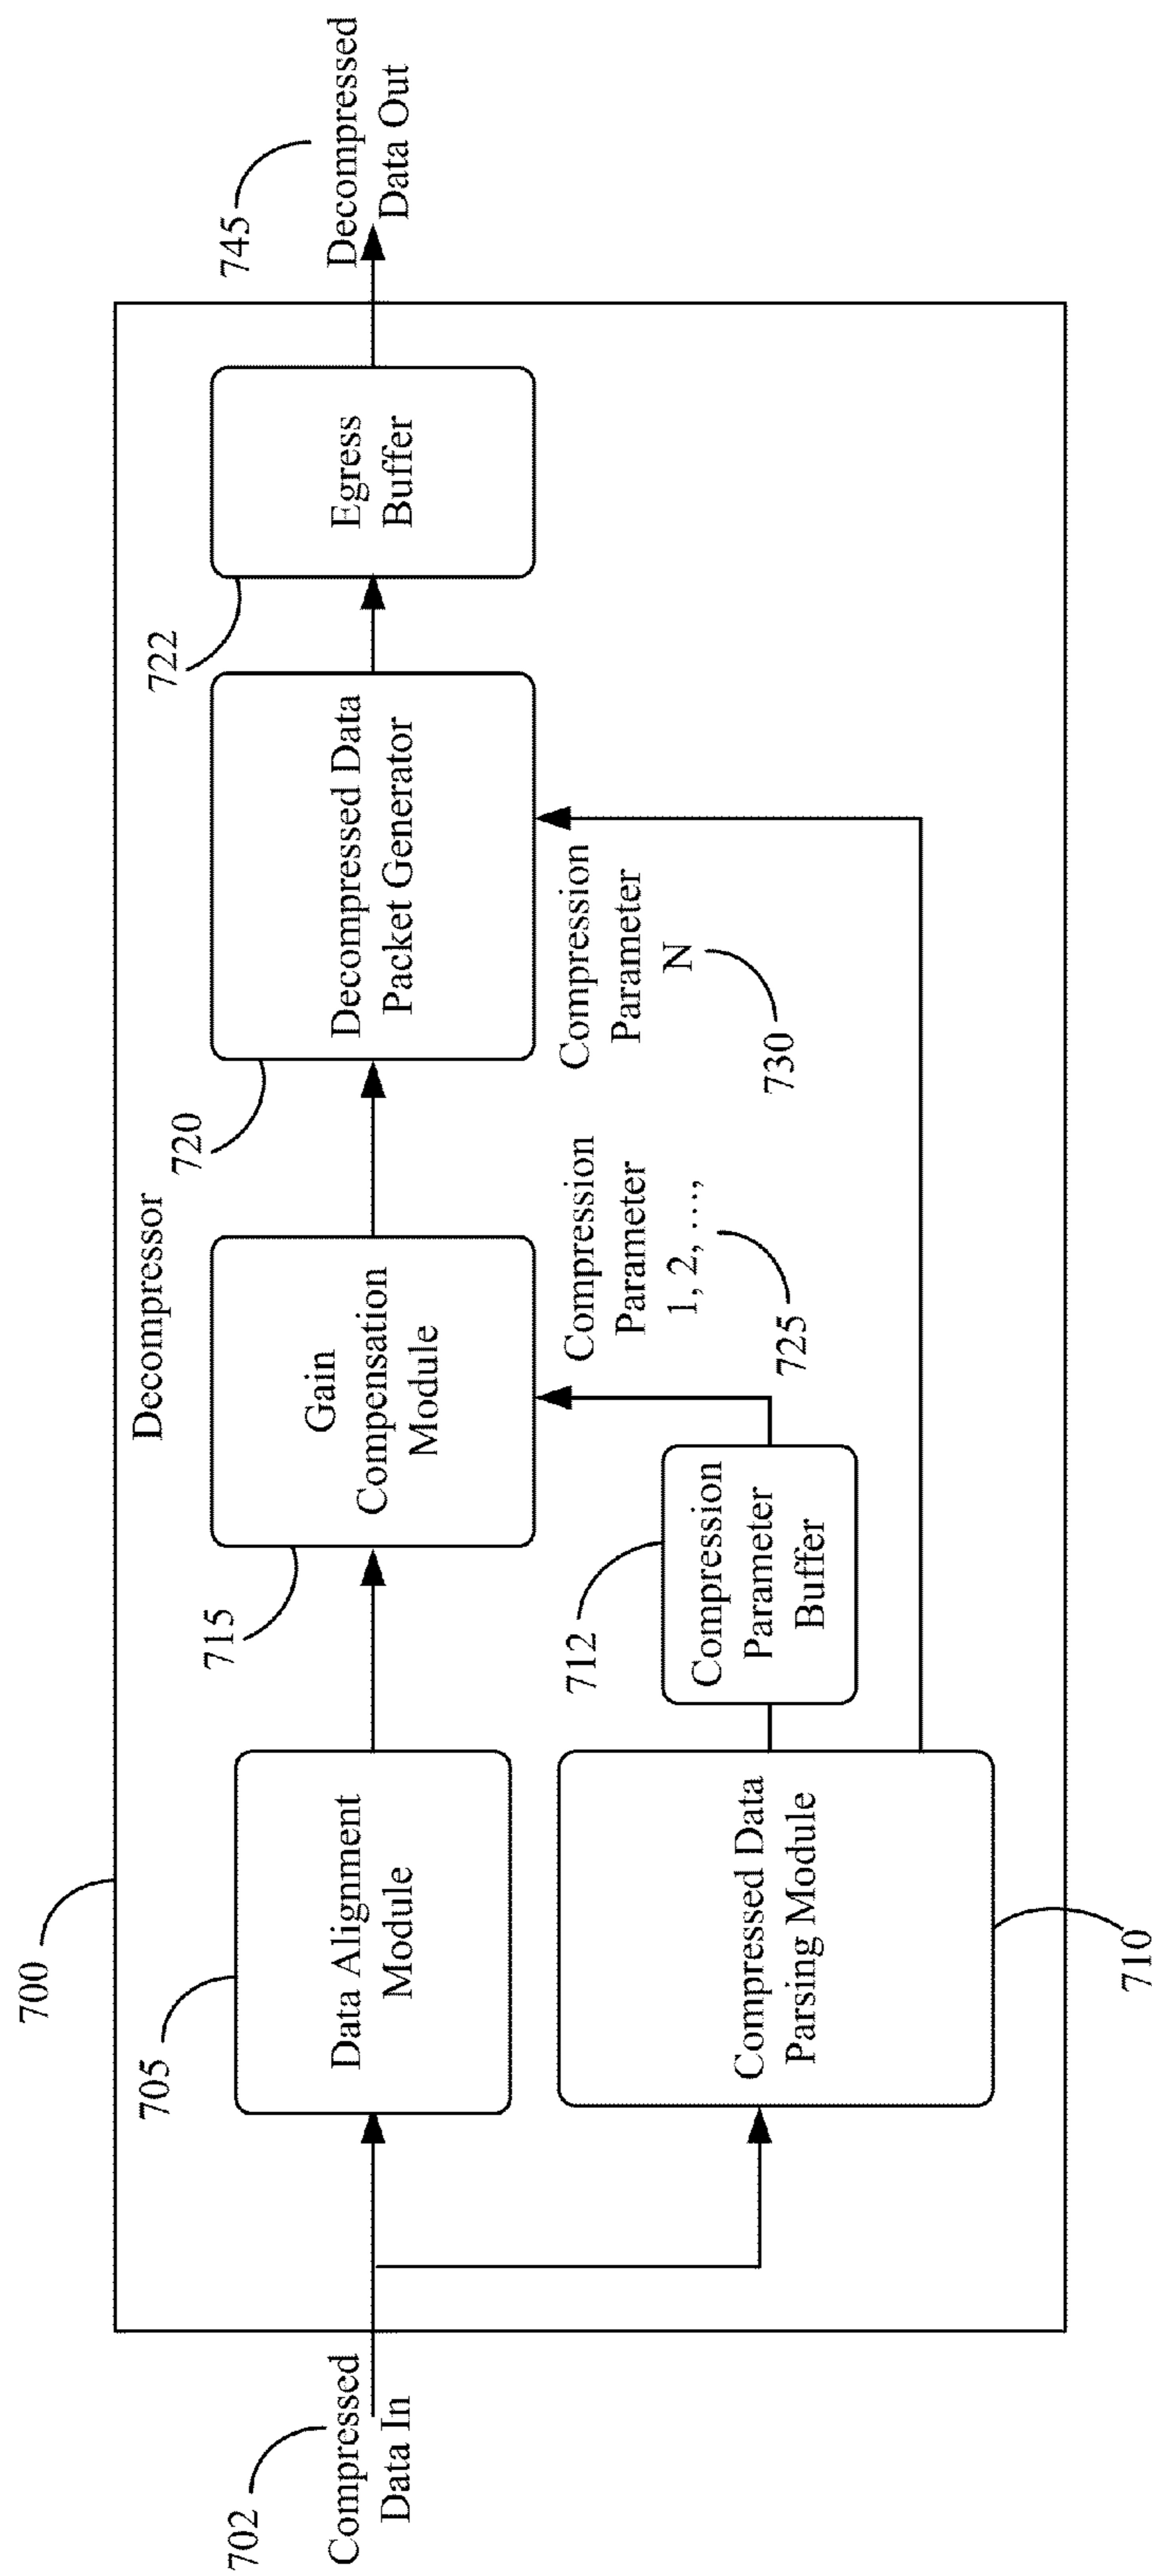 700
Decompressor
702
Compressed
Data In
705
Data Alignment
Module
715
Gain
Compensation
Module
720
Decompressed Data
Packet Generator
722
Egress
Buffer
745
Decompressed
Data Out
Compressed Data
Parsing Module
710
712
Compression
Parameter
Buffer
Compression
Parameter
1, 2, ...,
725
Compression
Parameter
N
730